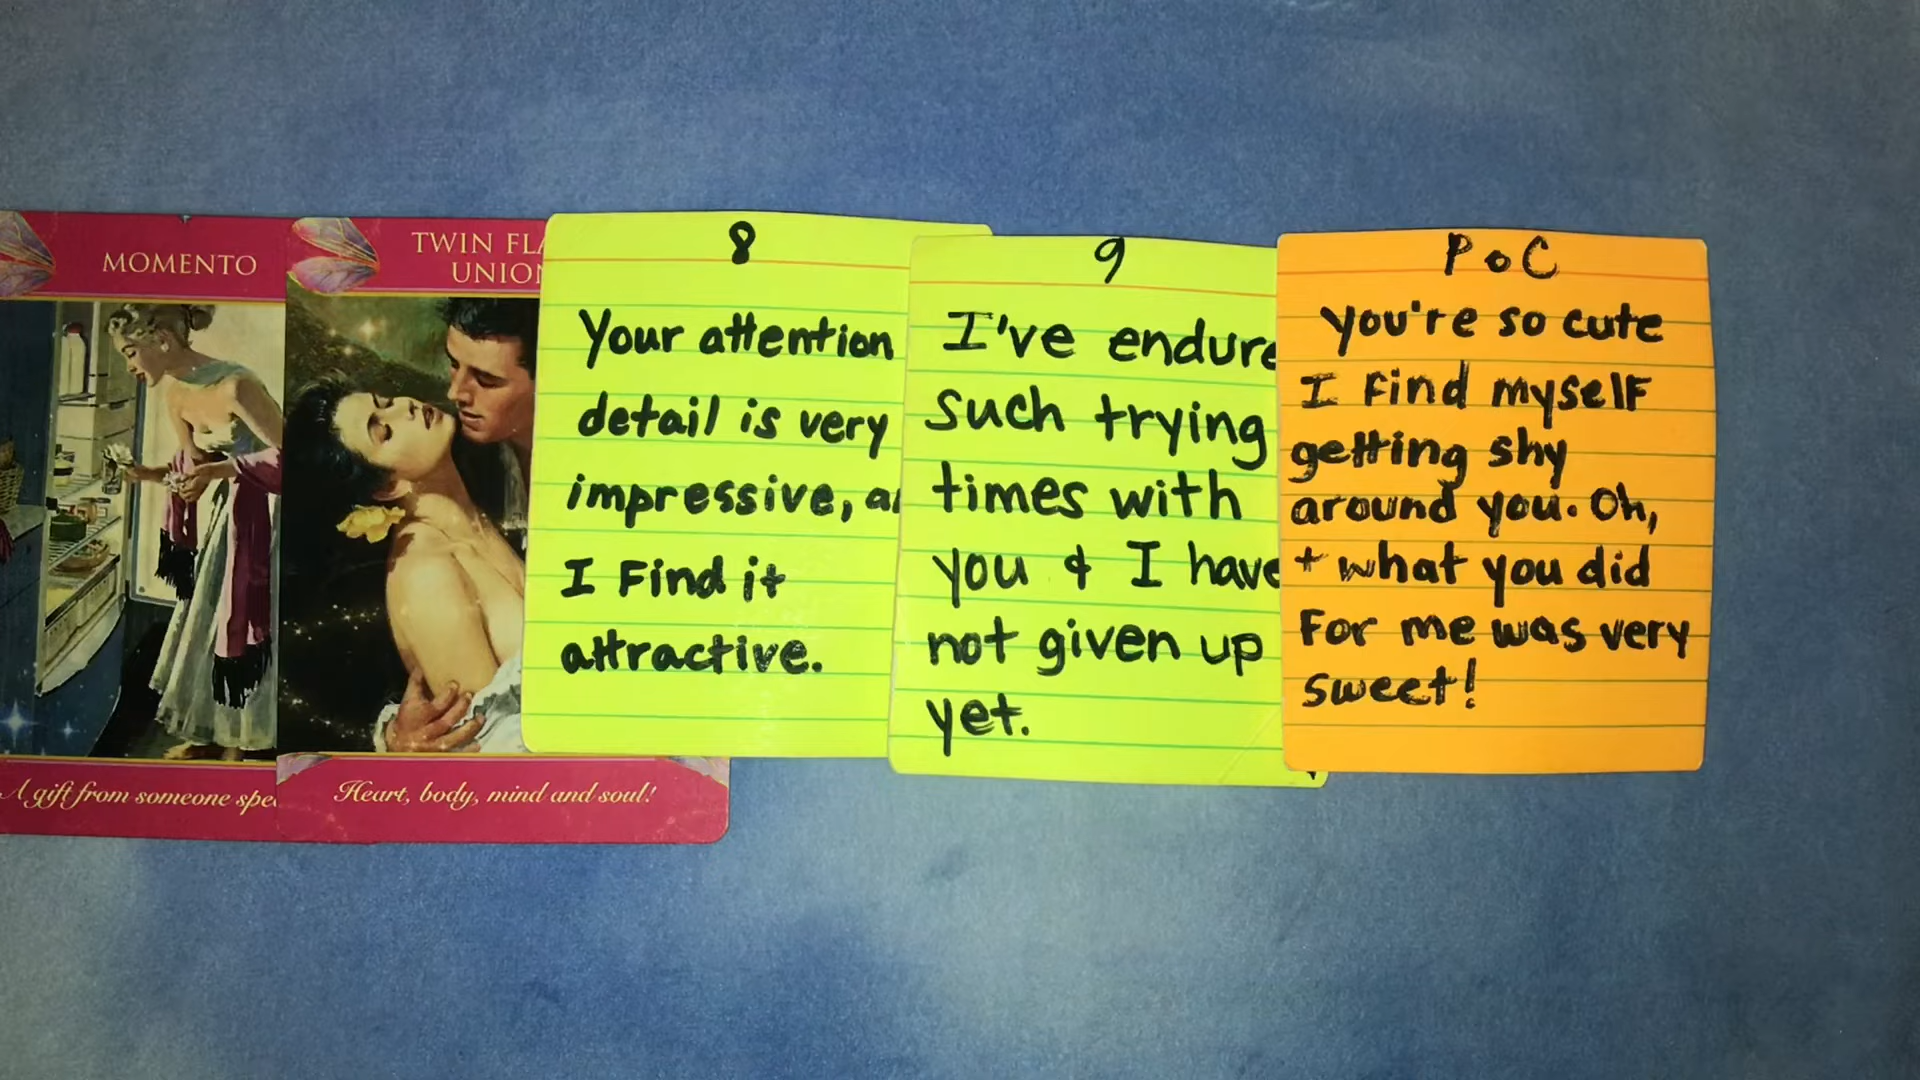 MOMENTO
A gift from someone spe
TWIN FLA
UNION
Heart, body, mind and soul!
8
Your attention
detail is very
impressive, a
I Find it
attractive.
9
I've endure
such trying
times with
you & I have
not given up
yet.
PoC
you're so cute
I find myself
getting shy
around you. Oh,
+ what you did
For me was very
sweet!